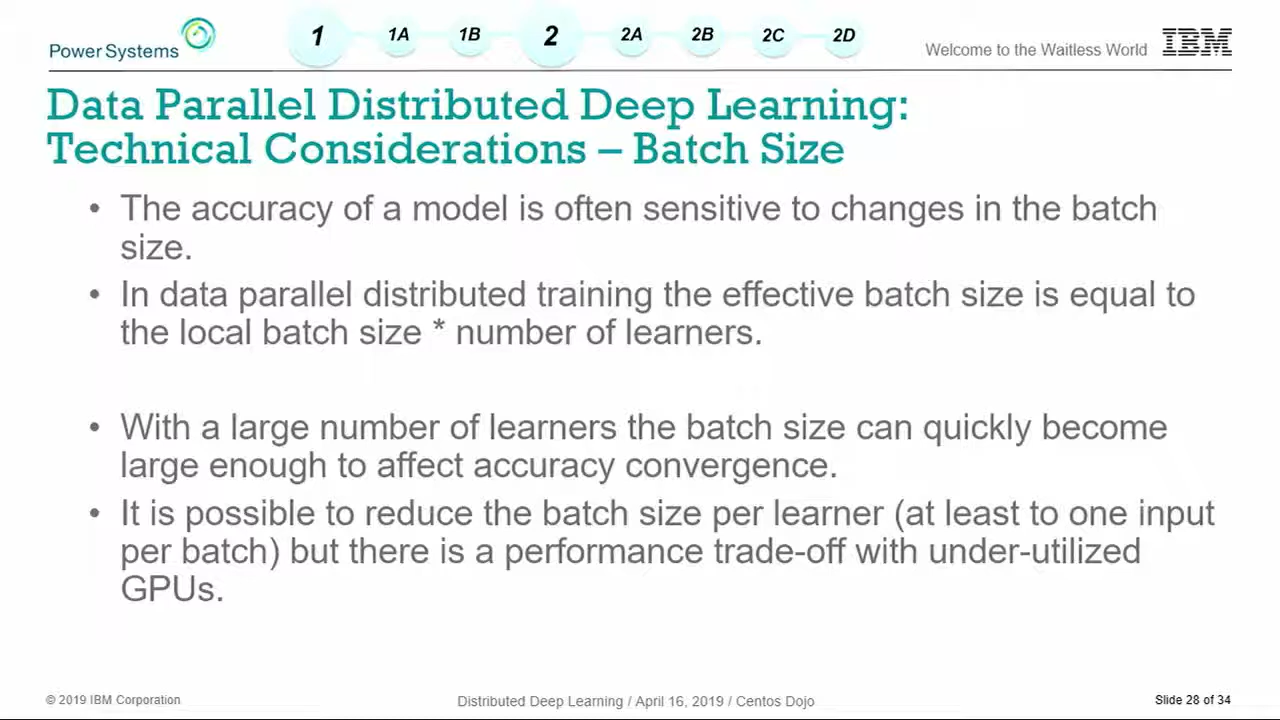 Power Systems
1 1A 1B 2 2A 2B 2C 2D
Welcome to the Waitless World IBM
Data Parallel Distributed Deep Learning:
Technical Considerations – Batch Size
• The accuracy of a model is often sensitive to changes in the batch
size.
• In data parallel distributed training the effective batch size is equal to
the local batch size * number of learners.
• With a large number of learners the batch size can quickly become
large enough to affect accuracy convergence.
• It is possible to reduce the batch size per learner (at least to one input
per batch) but there is a performance trade-off with under-utilized
GPUs.
© 2019 IBM Corporation
Distributed Deep Learning / April 16, 2019 / Centos Dojo
Slide 28 of 34